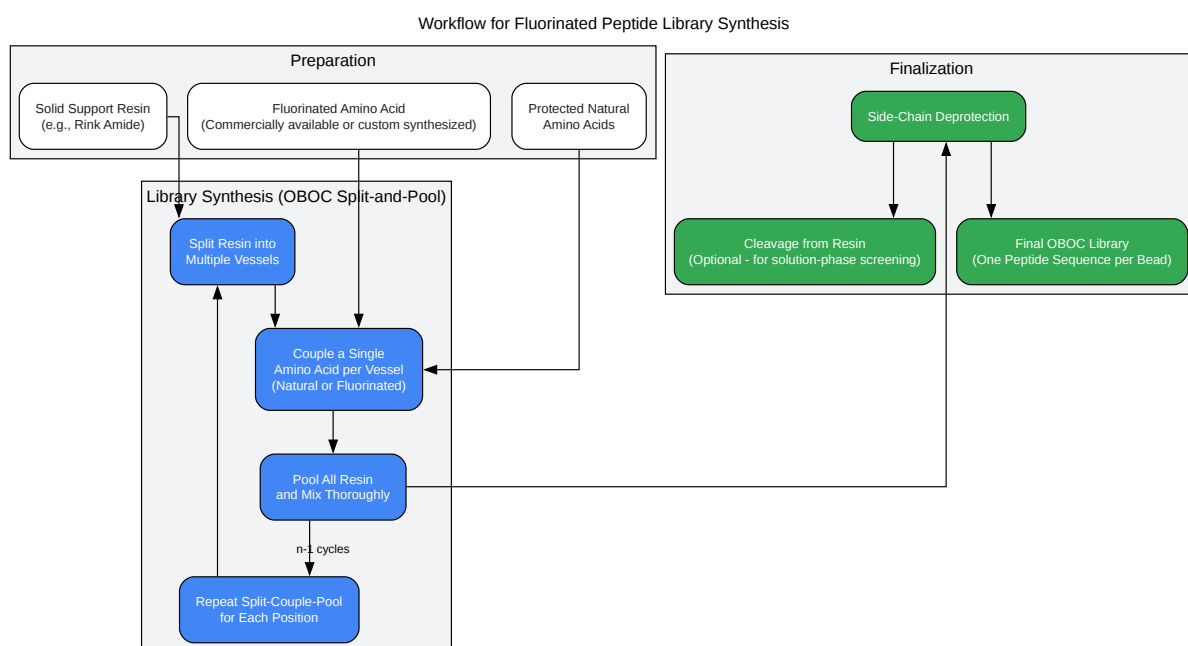 Workflow for Fluorinated Peptide Library Synthesis
Preparation
Solid Support Resin
(e.g., Rink Amide)
Fluorinated Amino Acid
(Commercially available or custom synthesized)
Protected Natural
Amino Acids
Library Synthesis (OBOC Split-and-Pool)
Split Resin into
Multiple Vessels
Couple a Single
Amino Acid per Vessel
(Natural or Fluorinated)
Pool All Resin
and Mix Thoroughly
n-1 cycles
Repeat Split-Couple-Pool
for Each Position
Finalization
Side-Chain Deprotection
Cleavage from Resin
(Optional - for solution-phase screening)
Final OBOC Library
(One Peptide Sequence per Bead)